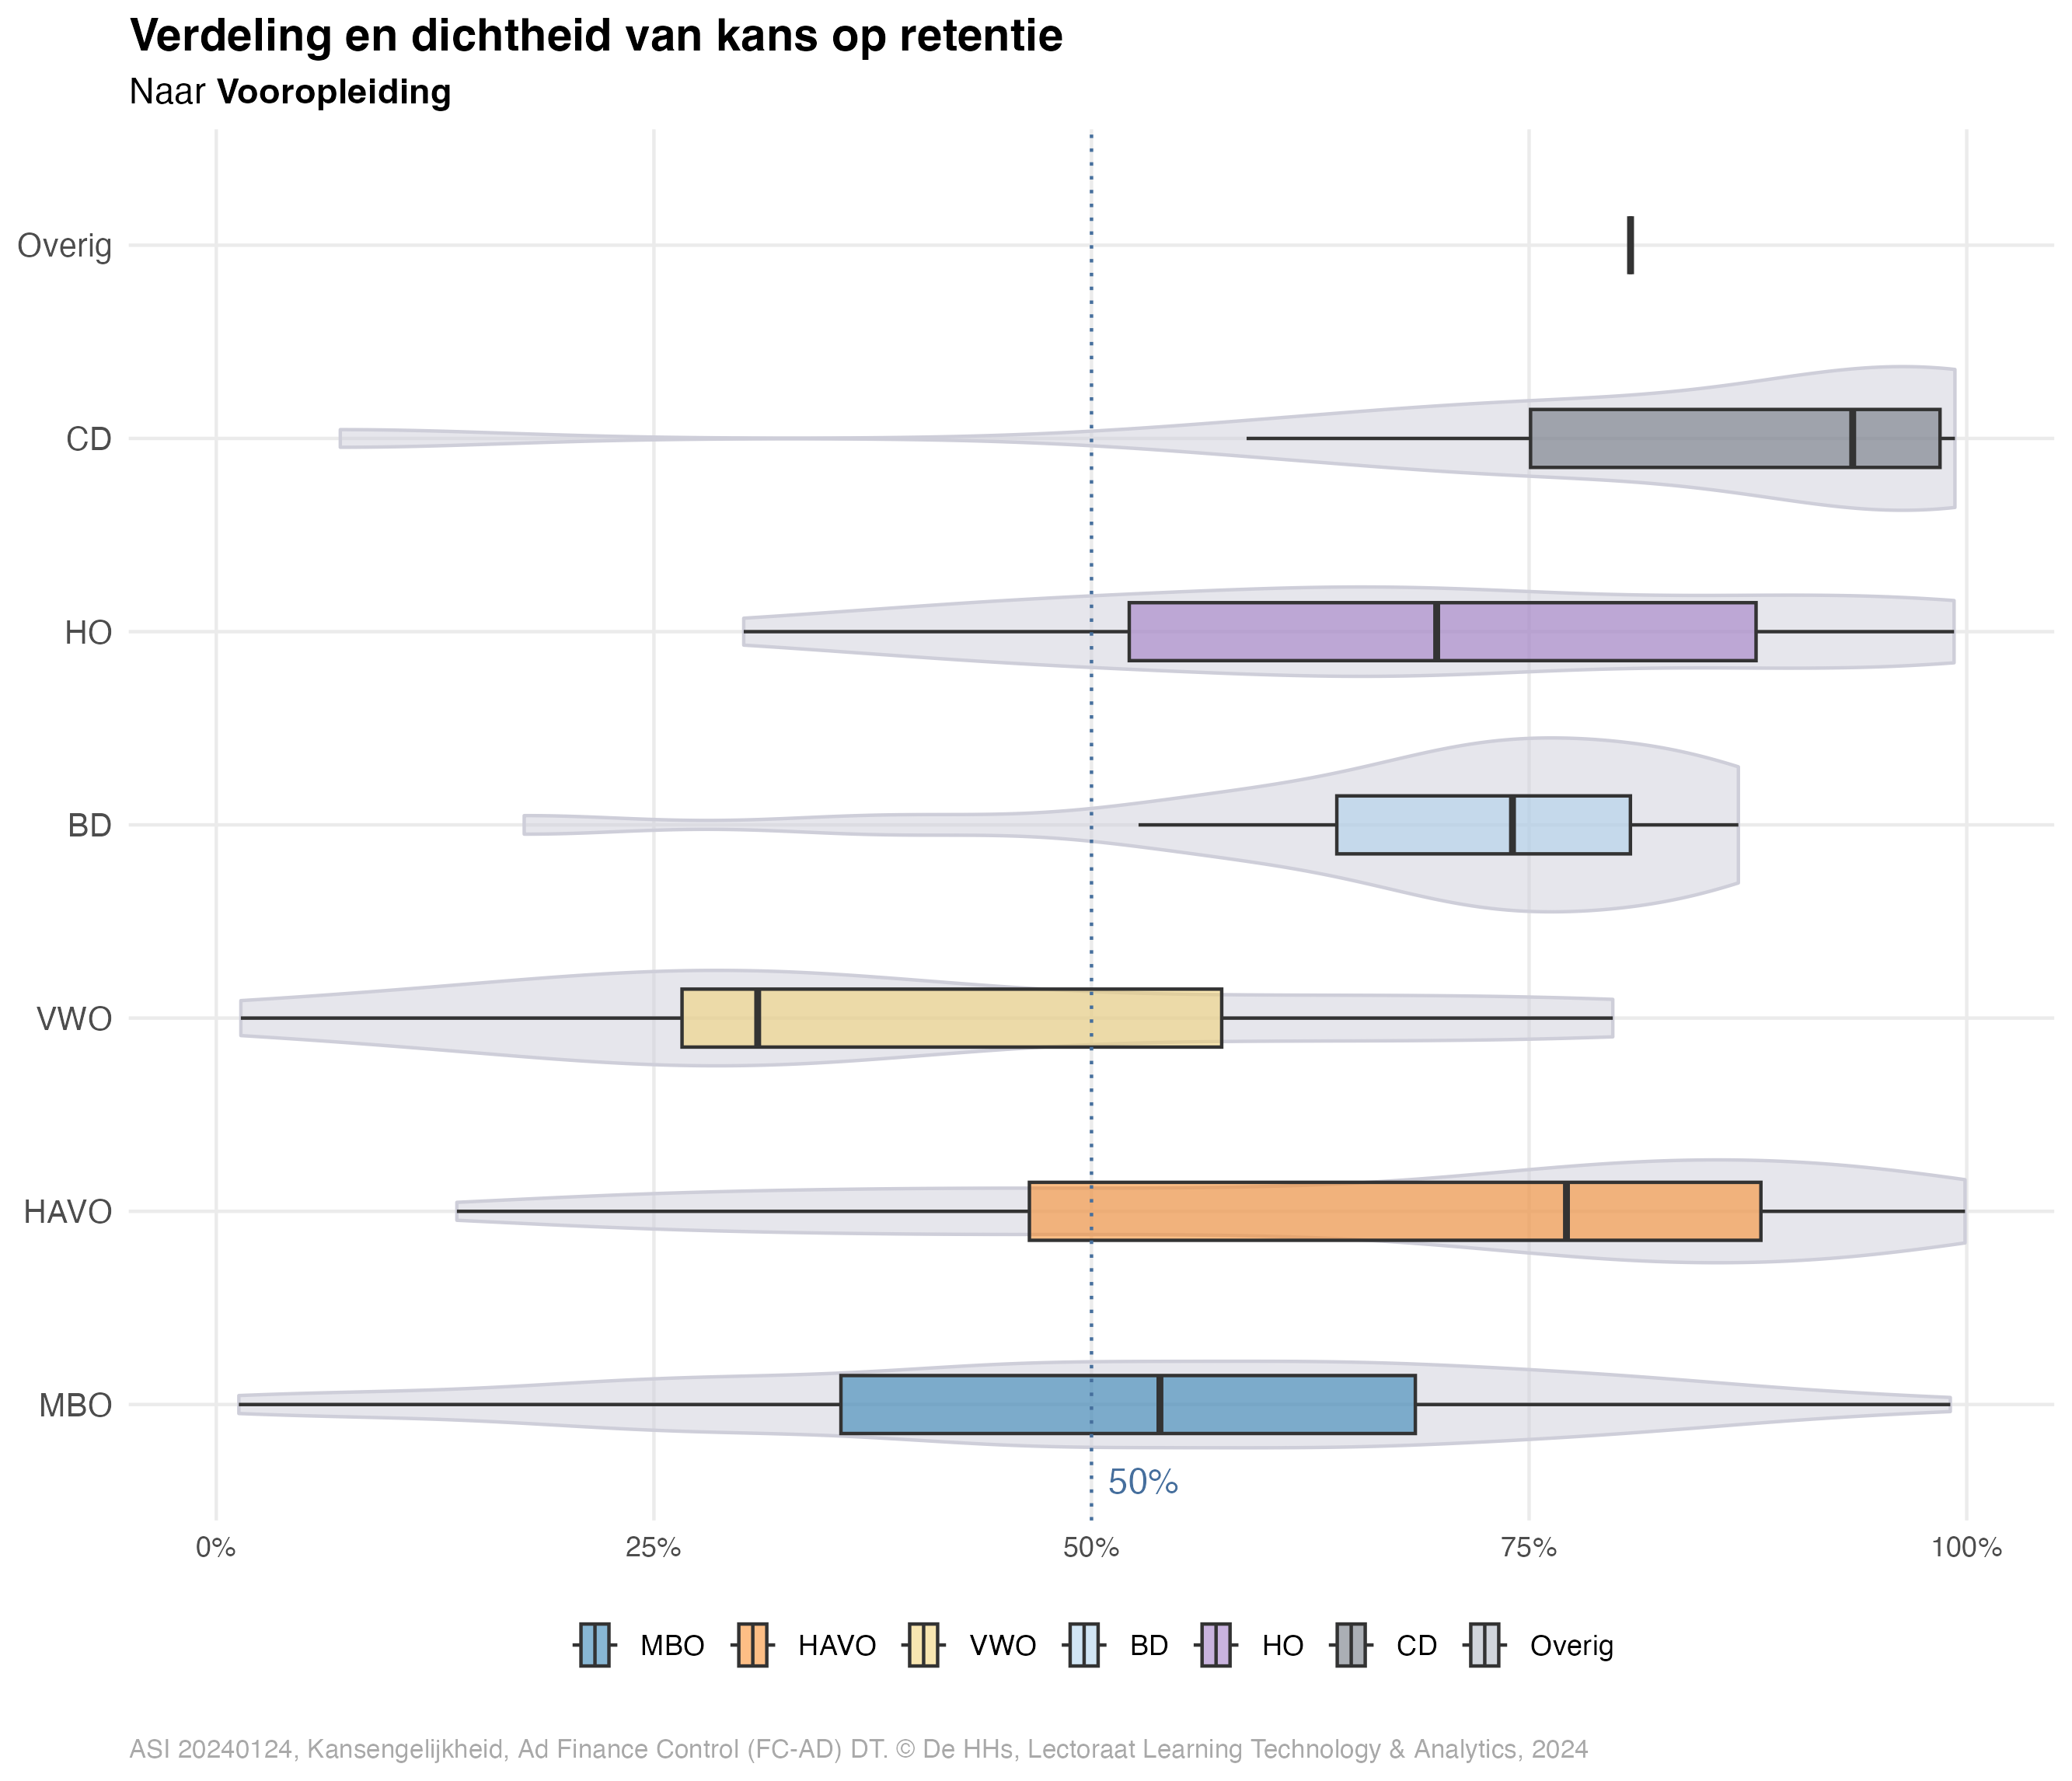 Verdeling en dichtheid van kans op retentie
Naar Vooropleiding
Overig
CD
HO
BD
VWO
HAVO
MBO
50%
0% 25% 50% 75% 100%
MBO HAVO VWO BD HO CD Overig
ASI 20240124, Kansengelijkheid, Ad Finance Control (FC-AD) DT. © De HHs, Lectoraat Learning Technology & Analytics, 2024